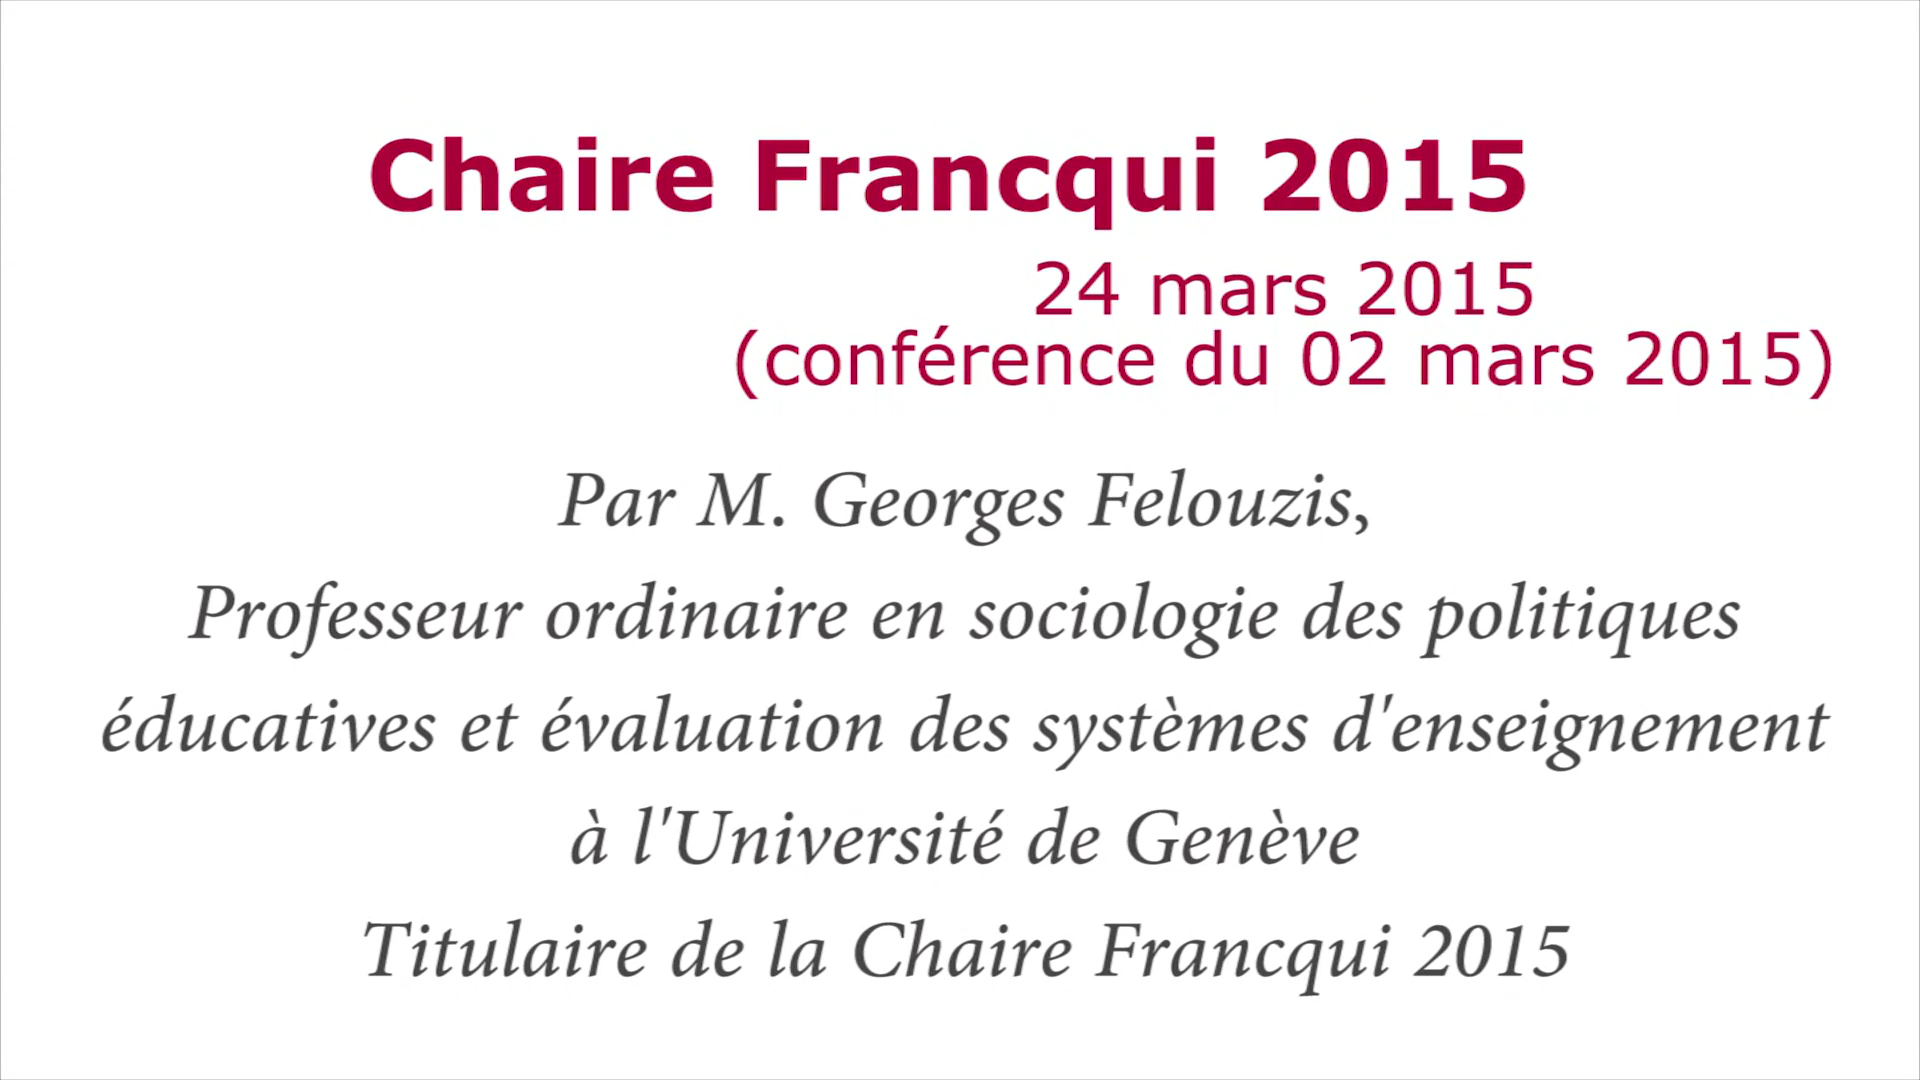 Chaire Francqui 2015
24 mars 2015
(conférence du 02 mars 2015)
Par M. Georges Felouzis,
Professeur ordinaire en sociologie des politiques
éducatives et évaluation des systèmes d'enseignement
à l'Université de Genève
Titulaire de la Chaire Francqui 2015